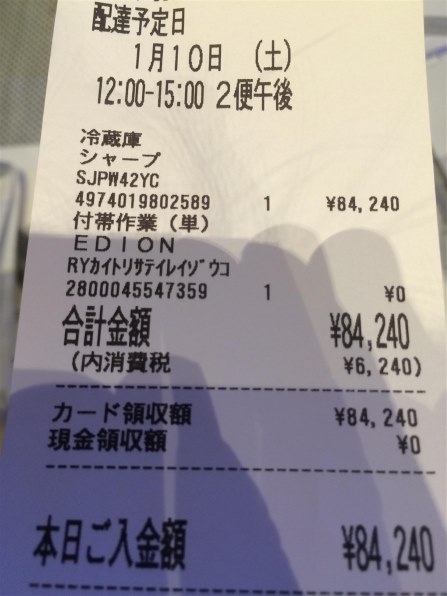 配達予定日
1月10日 (土)
12:00-15:00 2便午後
冷蔵庫
シャープ
SJPW42YC
4974019802589 1 ¥84,240
付帯作業(単)
EDION
RYカイトリサテイレイゾウコ
2800045547359 1 ¥0
合計金額 ¥84,240
(内消費税 ¥6,240)
カード領収額 ¥84,240
現金領収額 ¥0
本日ご入金額 ¥84,240